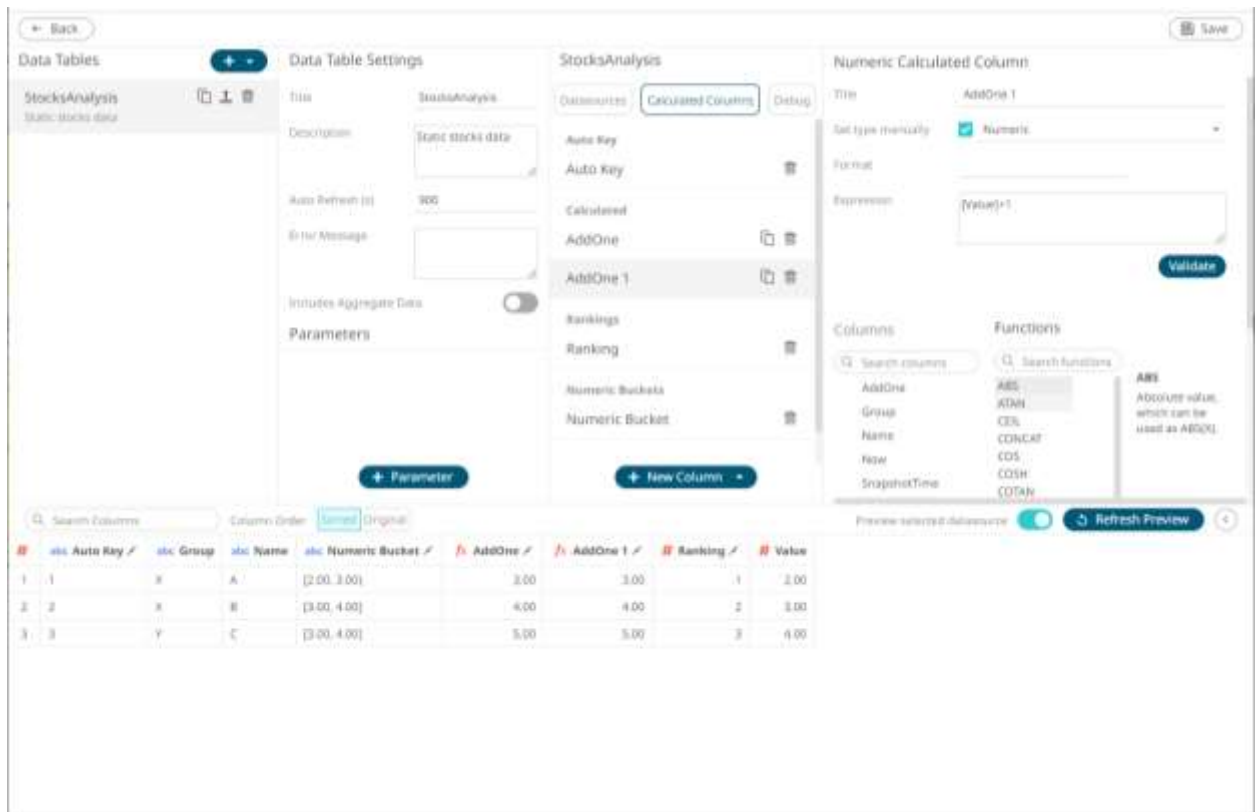 ← Back
Save
Data Tables
StocksAnalysis
Static stocks data
Data Table Settings
Title StocksAnalysis
Description Static stocks data
Auto Refresh (s) 900
Error Message
Includes Aggregate Data
Parameters
+ Parameter
StocksAnalysis
Datasources Calculated Columns Debug
Auto Key
Auto Key
Calculated
AddOne
AddOne 1
Rankings
Ranking
Numeric Buckets
Numeric Bucket
+ New Column
Numeric Calculated Column
Title AddOne 1
Set type manually Numeric
Format
Expression [Value]+1
Validate
Columns
Search columns
AddOne
Group
Name
Now
SnapshotTime
Functions
Search functions
ABS
ATAN
CEIL
CONCAT
COS
COSH
COTAN
ABS
Absolute value,
which can be
used as ABS(X).
Search Columns Column Order Sorted Original Preview selected datasource Refresh Preview
# abc Auto Key abc Group abc Name abc Numeric Bucket fx AddOne fx AddOne 1 # Ranking # Value
1 1 X A [2.00, 3.00) 3.00 3.00 1 2.00
2 2 X B [3.00, 4.00] 4.00 4.00 2 3.00
3 3 Y C [3.00, 4.00] 5.00 5.00 3 4.00